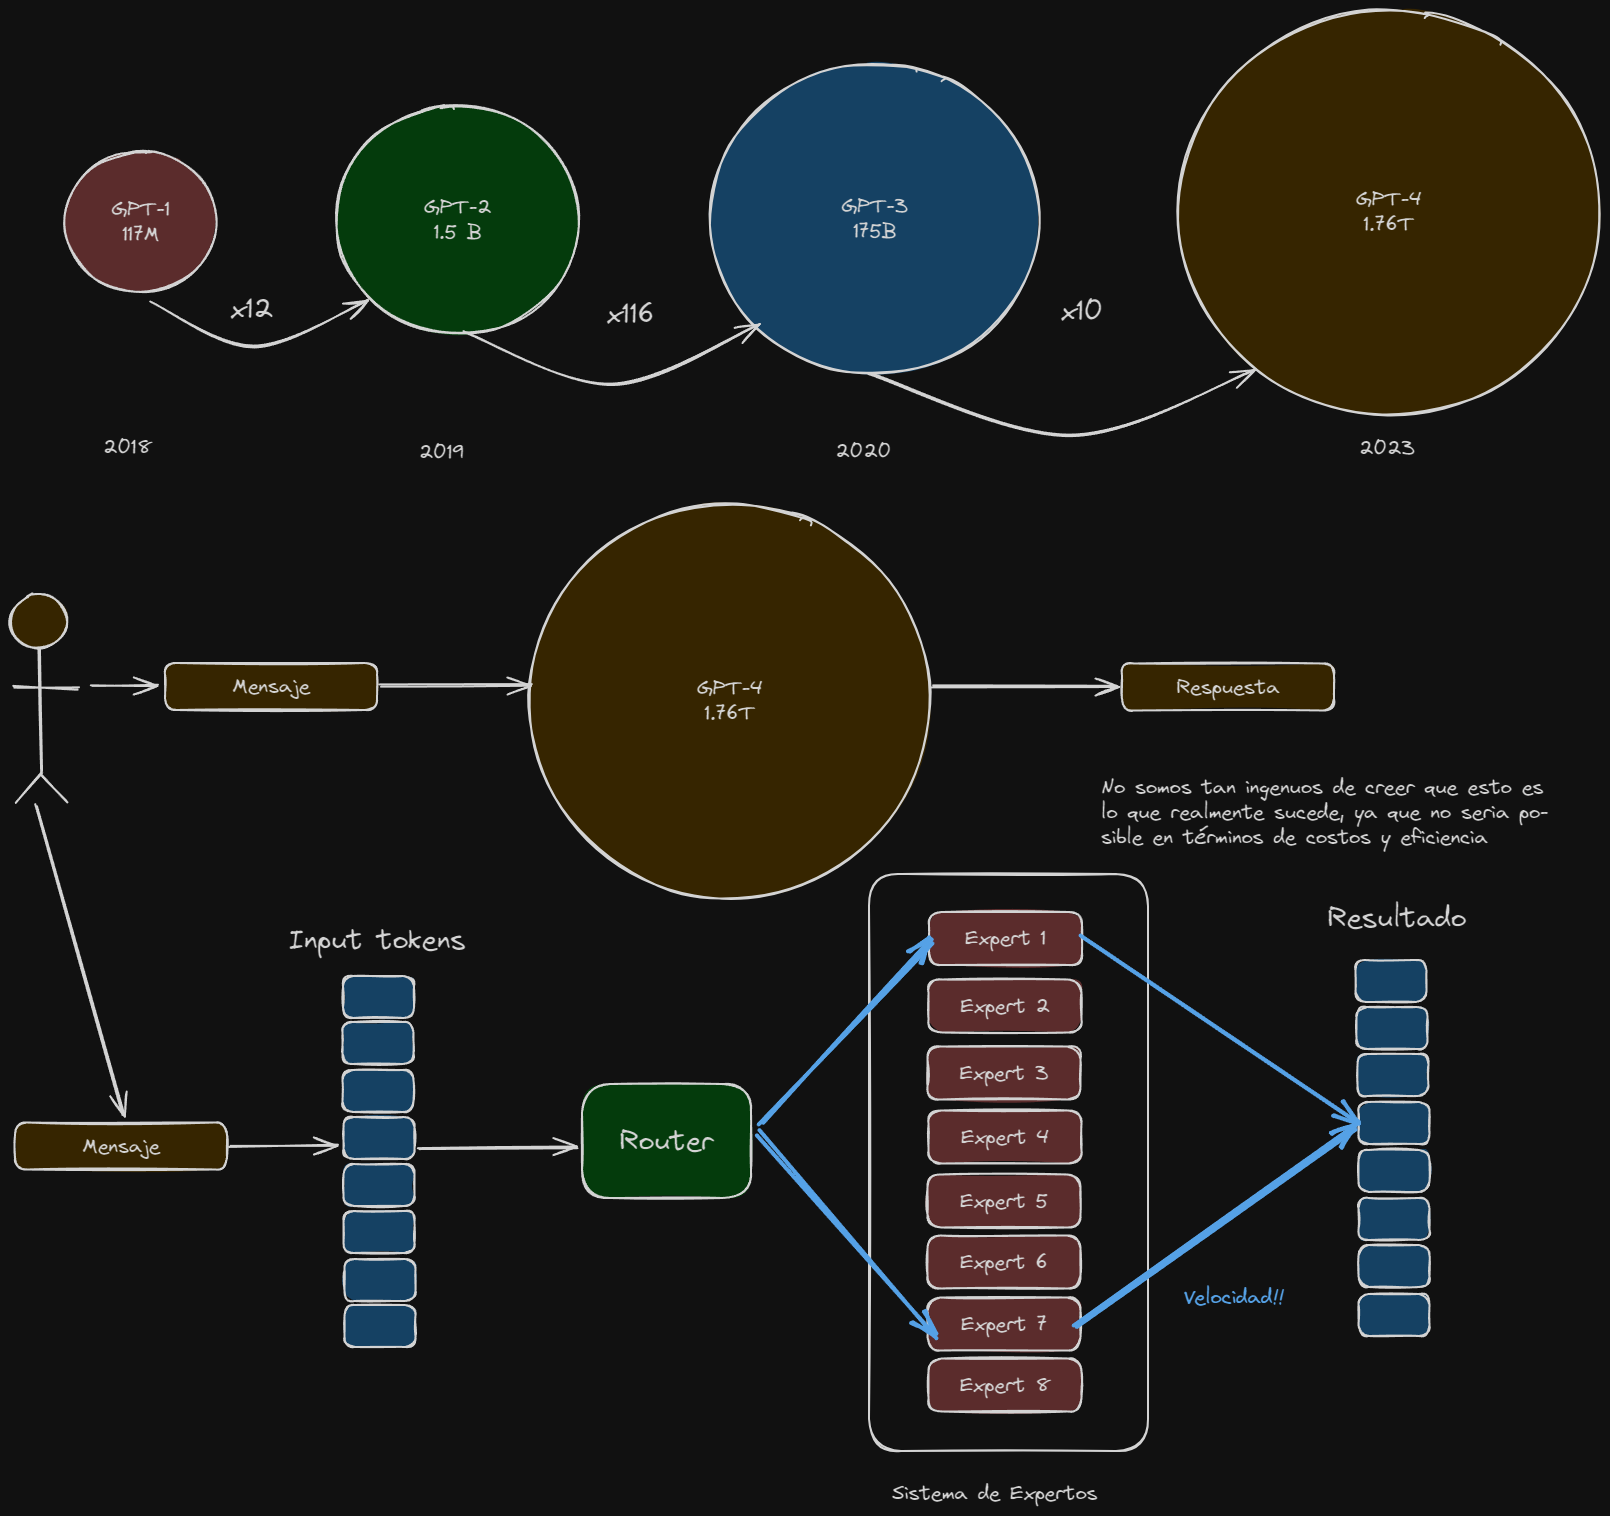 GPT-1
117M
GPT-2
1.5 B
GPT-3
175B
GPT-4
1.76T
x12
x116
x10
2018
2019
2020
2023
Mensaje
GPT-4
1.76T
Respuesta
No somos tan ingenuos de creer que esto es
lo que realmente sucede, ya que no seria po-
sible en términos de costos y eficiencia
Input tokens
Mensaje
Router
Expert 1
Expert 2
Expert 3
Expert 4
Expert 5
Expert 6
Expert 7
Expert 8
Sistema de Expertos
Resultado
Velocidad!!